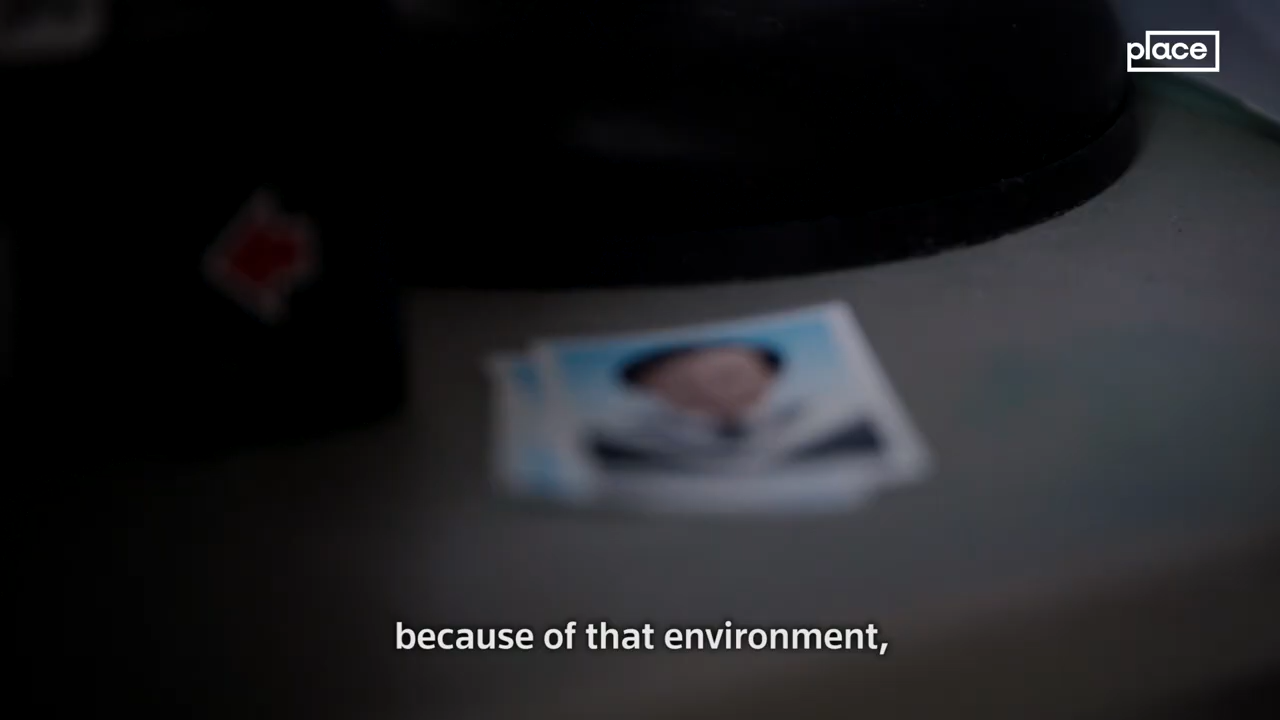 place
because of that environment,